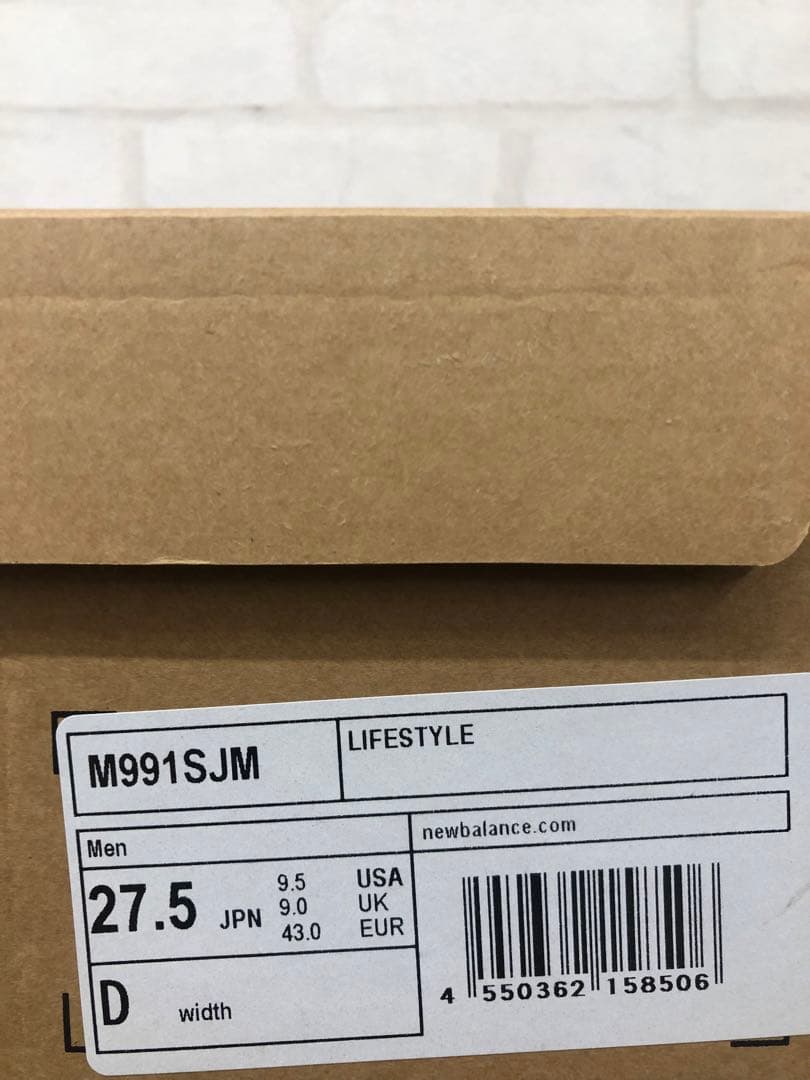 M991SJM
LIFESTYLE
Men
newbalance.com
27.5 JPN
9.5 USA
9.0 UK
43.0 EUR
D width
4 550362 158506